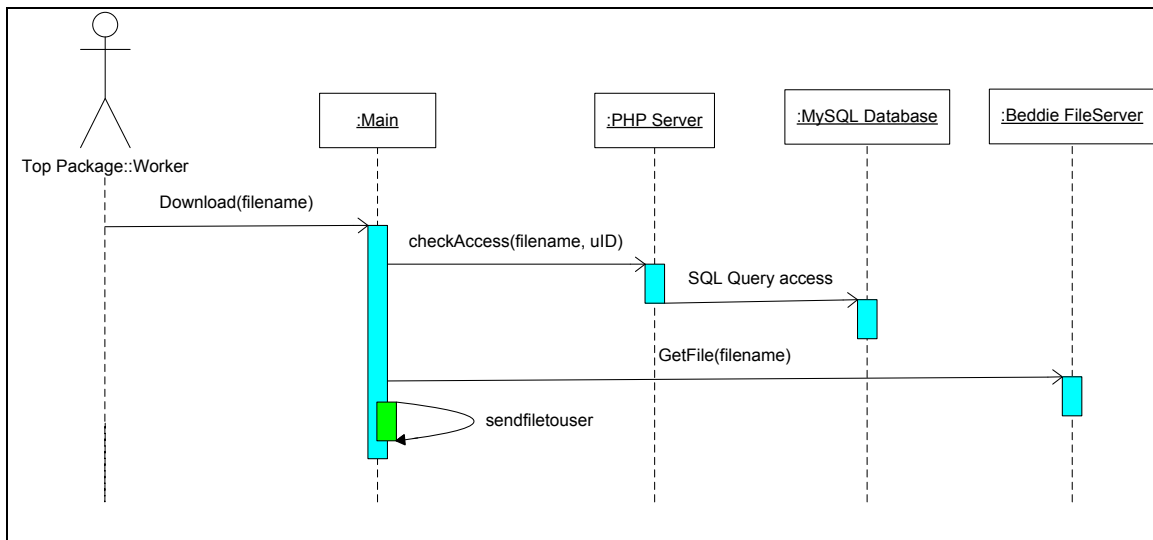 :Main
:PHP Server
:MySQL Database
:Beddie FileServer
Top Package::Worker
Download(filename)
checkAccess(filename, uID)
SQL Query access
GetFile(filename)
sendfiletouser